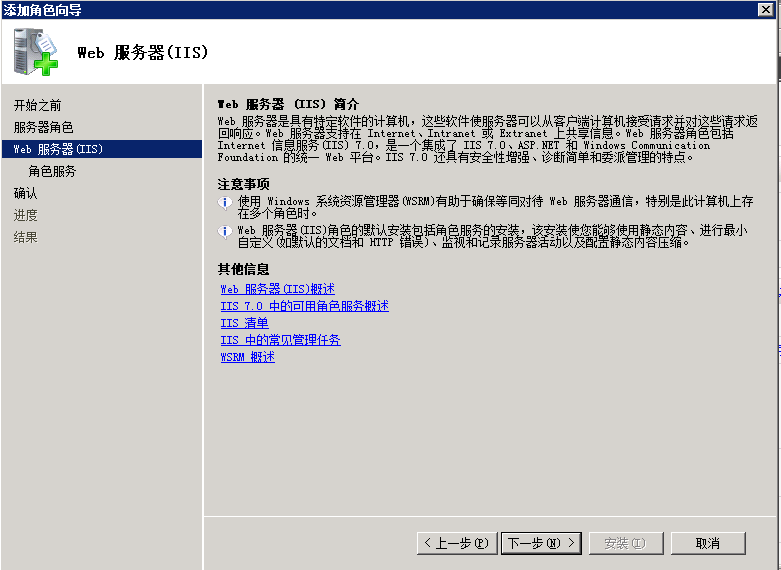 添加角色向导
Web 服务器(IIS)
开始之前
服务器角色
Web 服务器(IIS)
角色服务
确认
进度
结果
Web 服务器 (IIS) 简介
Web 服务器是具有特定软件的计算机，这些软件使服务器可以从客户端计算机接受请求并对这些请求返
回响应。Web 服务器支持在 Internet、Intranet 或 Extranet 上共享信息。Web 服务器角色包括
Internet 信息服务(IIS) 7.0，是一个集成了 IIS 7.0、ASP.NET 和 Windows Communication
Foundation 的统一 Web 平台。IIS 7.0 还具有安全性增强、诊断简单和委派管理的特点。
注意事项
使用 Windows 系统资源管理器(WSRM)有助于确保等同对待 Web 服务器通信，特别是此计算机上存
在多个角色时。
Web 服务器(IIS)角色的默认安装包括角色服务的安装，该安装使您能够使用静态内容、进行最小
自定义(如默认的文档和 HTTP 错误)、监视和记录服务器活动以及配置静态内容压缩。
其他信息
Web 服务器(IIS)概述
IIS 7.0 中的可用角色服务概述
IIS 清单
IIS 中的常见管理任务
WSRM 概述
< 上一步(P) 下一步(N) > 安装(I) 取消